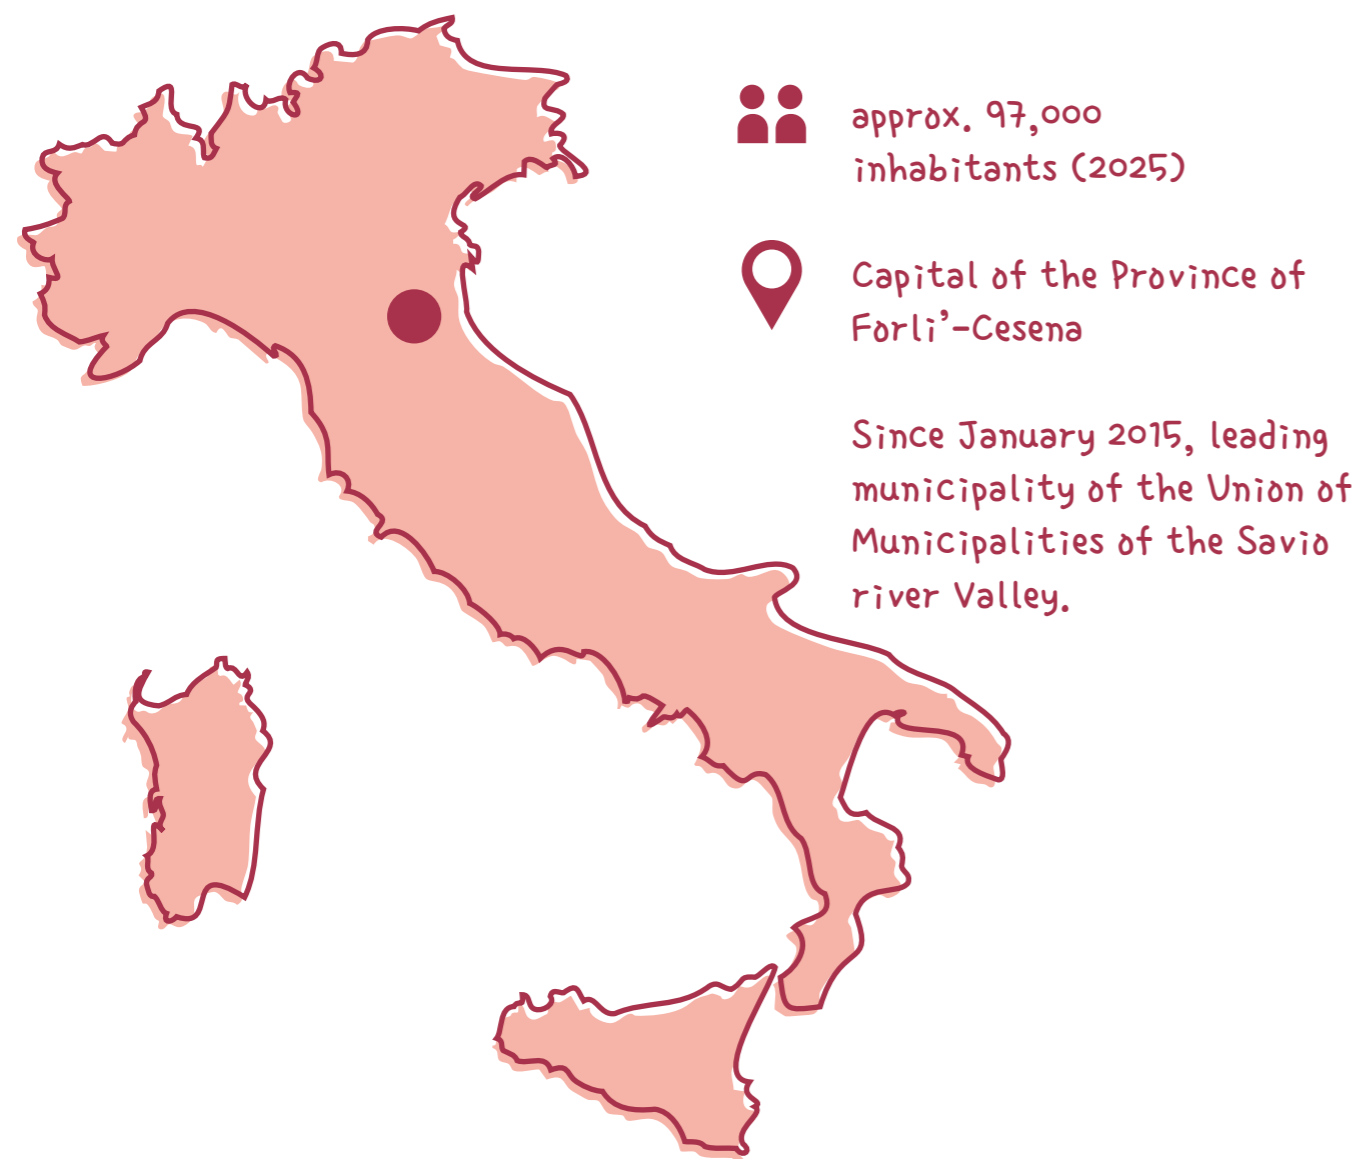 approx. 97,000
inhabitants (2025)
Capital of the Province of
Forli'-Cesena
Since January 2015, leading
municipality of the Union of
Municipalities of the Savio
river Valley.